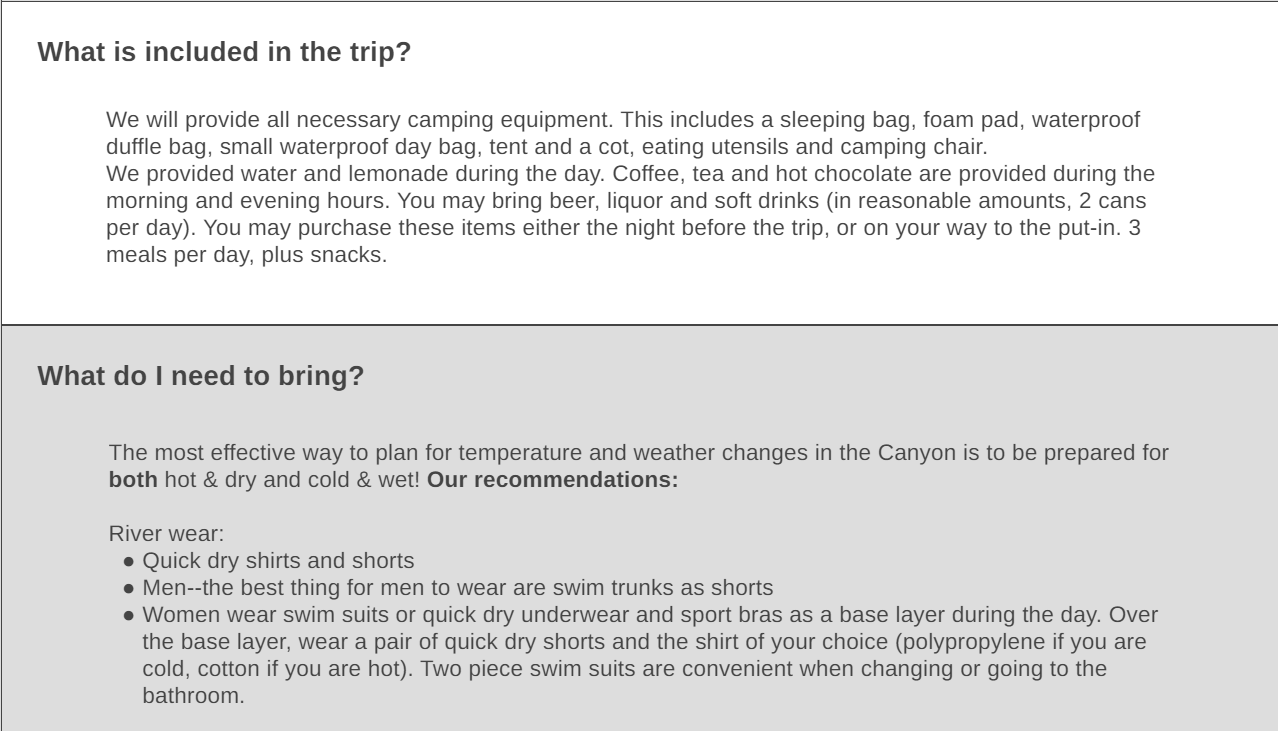 What is included in the trip?
We will provide all necessary camping equipment. This includes a sleeping bag, foam pad, waterproof
duffle bag, small waterproof day bag, tent and a cot, eating utensils and camping chair.
We provided water and lemonade during the day. Coffee, tea and hot chocolate are provided during the
morning and evening hours. You may bring beer, liquor and soft drinks (in reasonable amounts, 2 cans
per day). You may purchase these items either the night before the trip, or on your way to the put-in. 3
meals per day, plus snacks.
What do I need to bring?
The most effective way to plan for temperature and weather changes in the Canyon is to be prepared for
both hot & dry and cold & wet! Our recommendations:
River wear:
● Quick dry shirts and shorts
● Men--the best thing for men to wear are swim trunks as shorts
● Women wear swim suits or quick dry underwear and sport bras as a base layer during the day. Over
the base layer, wear a pair of quick dry shorts and the shirt of your choice (polypropylene if you are
cold, cotton if you are hot). Two piece swim suits are convenient when changing or going to the
bathroom.